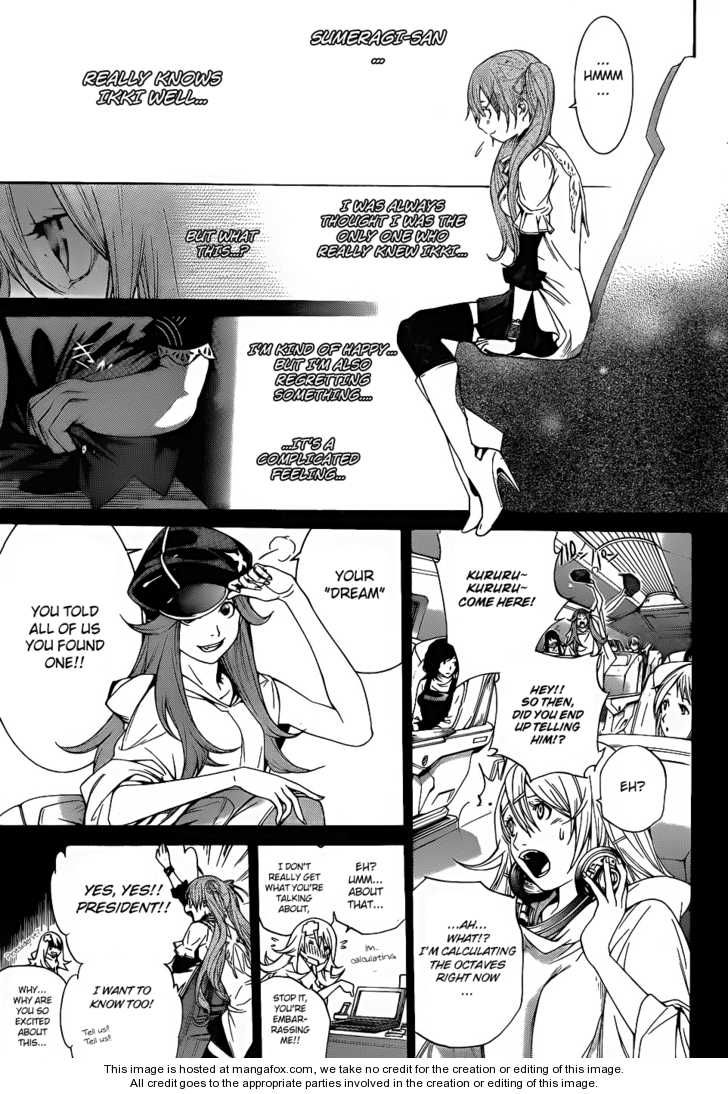 ...
HMMM
...
SUMERAGI-SAN
...
REALLY KNOWS
IKKI WELL...
I WAS ALWAYS
THOUGHT I WAS THE
ONLY ONE WHO
REALLY KNEW IKKI...
BUT WHAT
THIS...?
I'M KIND OF HAPPY...
BUT I'M ALSO
REGRETTING
SOMETHING....
...IT'S A
COMPLICATED
FEELING...
KURURU~
KURURU~
COME HERE!
HEY!!
SO THEN,
DID YOU END
UP TELLING
HIM!?
EH?
...AH..
WHAT!?
I'M CALCULATING
THE OCTAVES
RIGHT NOW
...
YOUR
"DREAM"
YOU TOLD
ALL OF US
YOU FOUND
ONE!!
EH?
UMM...
ABOUT
THAT...
I DON'T
REALLY GET
WHAT YOU'RE
TALKING
ABOUT,
I'm..
calculating...
STOP IT,
YOU'RE
EMBAR-
RASSING
ME!!
YES, YES!!
PRESIDENT!!
I WANT TO
KNOW TOO!
Tell us!!
Tell us!!
WHY...
WHY ARE
YOU SO
EXCITED
ABOUT
THIS...
This image is hosted at mangafox.com, we take no credit for the creation or editing of this image.
All credit goes to the appropriate parties involved in the creation or editing of this image.